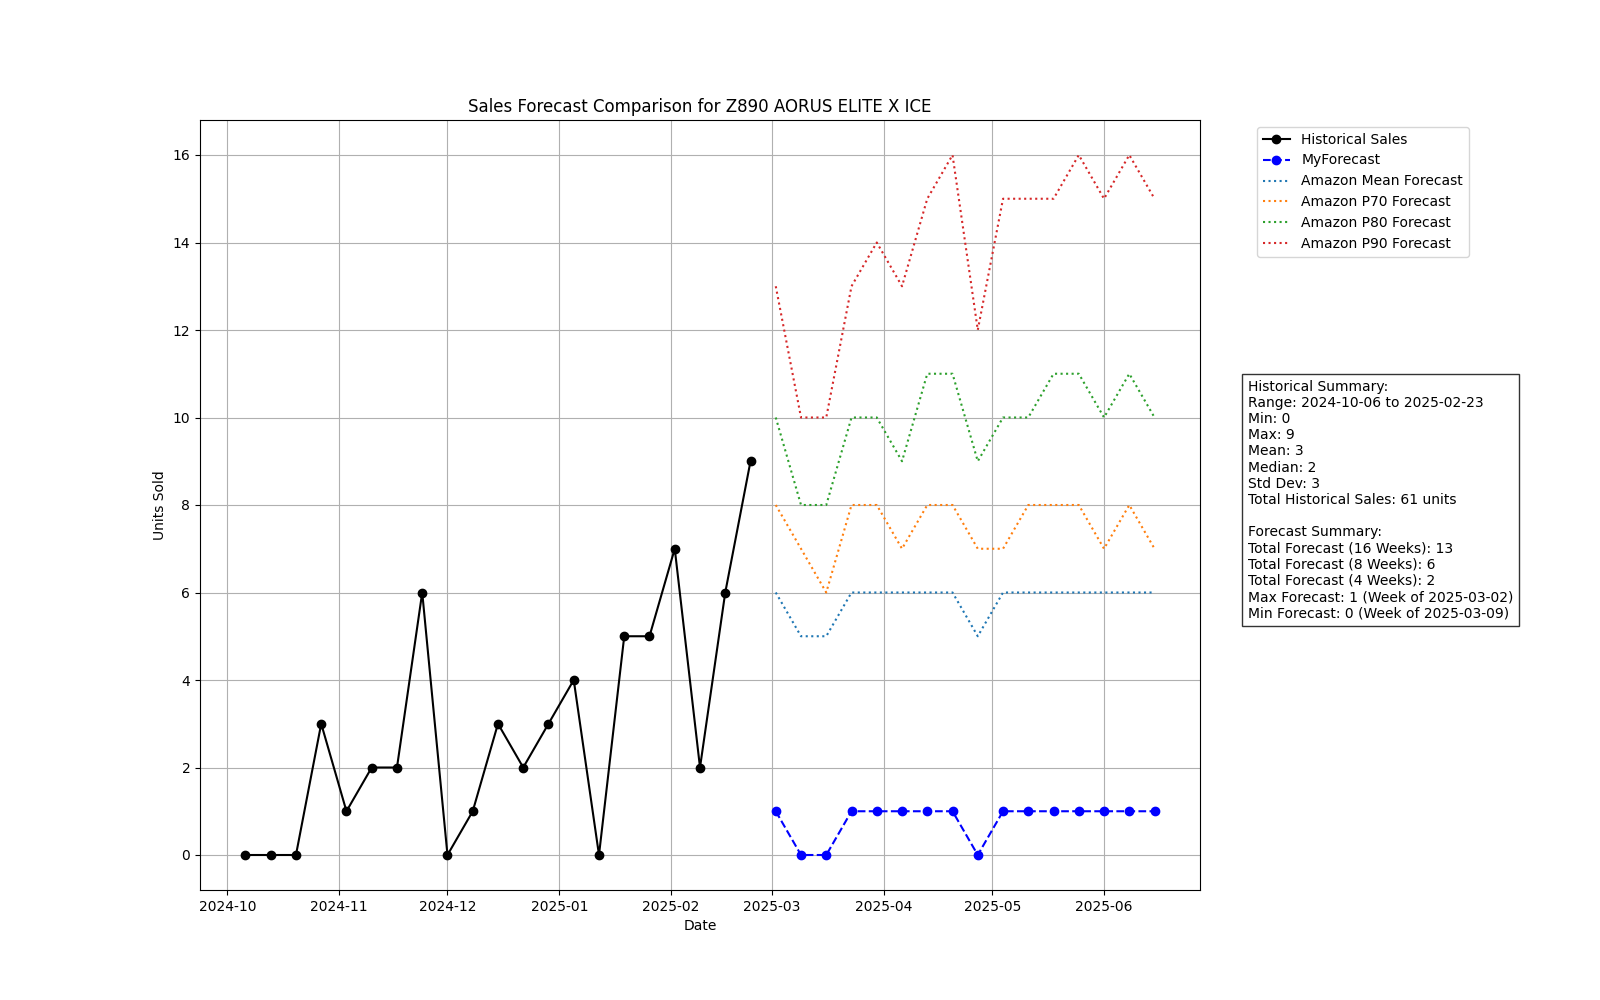 Sales Forecast Comparison for Z890 AORUS ELITE X ICE
Units Sold
16
14
12
10
8
6
4
2
0
2024-10
2024-11
2024-12
2025-01
2025-02
2025-03
2025-04
2025-05
2025-06
Date
Historical Sales
MyForecast
Amazon Mean Forecast
Amazon P70 Forecast
Amazon P80 Forecast
Amazon P90 Forecast
Historical Summary:
Range: 2024-10-06 to 2025-02-23
Min: 0
Max: 9
Mean: 3
Median: 2
Std Dev: 3
Total Historical Sales: 61 units
Forecast Summary:
Total Forecast (16 Weeks): 13
Total Forecast (8 Weeks): 6
Total Forecast (4 Weeks): 2
Max Forecast: 1 (Week of 2025-03-02)
Min Forecast: 0 (Week of 2025-03-09)